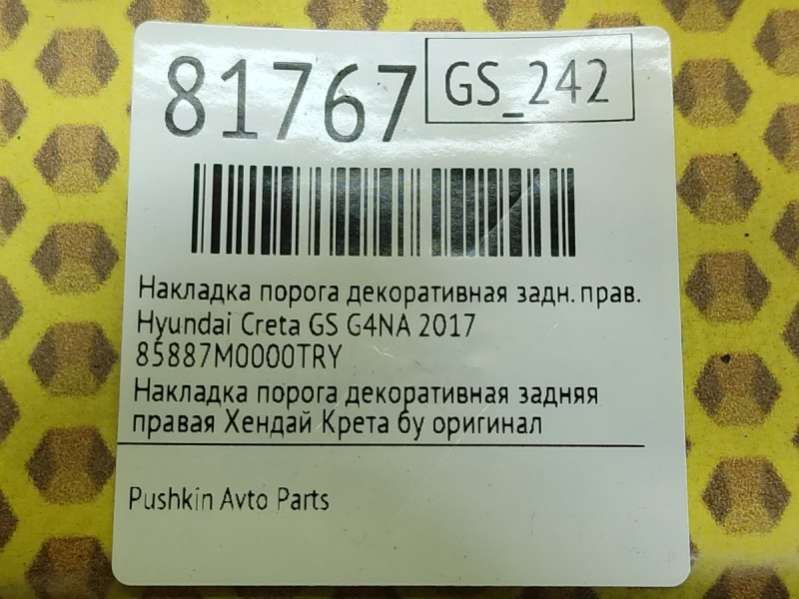 81767
GS_242
Накладка порога декоративная задн. прав.
Hyundai Creta GS G4NA 2017
85887M0000TRY
Накладка порога декоративная задняя
правая Хендай Крета бу оригинал
Pushkin Avto Parts